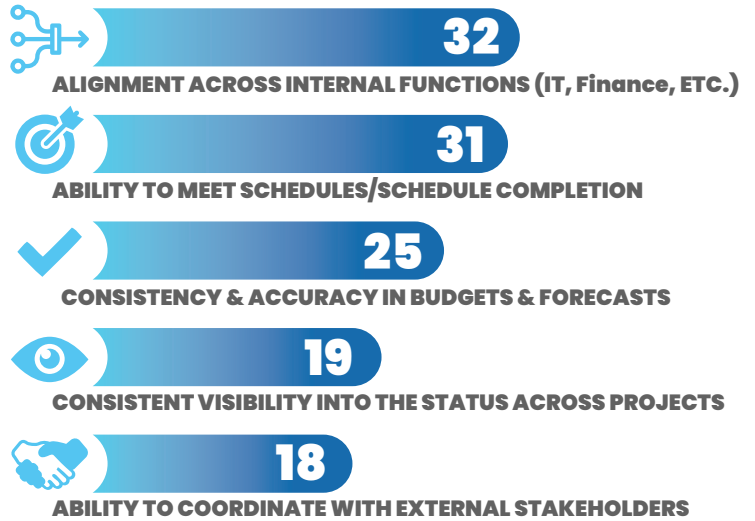 32
ALIGNMENT ACROSS INTERNAL FUNCTIONS (IT, Finance, ETC.)
31
ABILITY TO MEET SCHEDULES/SCHEDULE COMPLETION
25
CONSISTENCY & ACCURACY IN BUDGETS & FORECASTS
19
CONSISTENT VISIBILITY INTO THE STATUS ACROSS PROJECTS
18
ABILITY TO COORDINATE WITH EXTERNAL STAKEHOLDERS